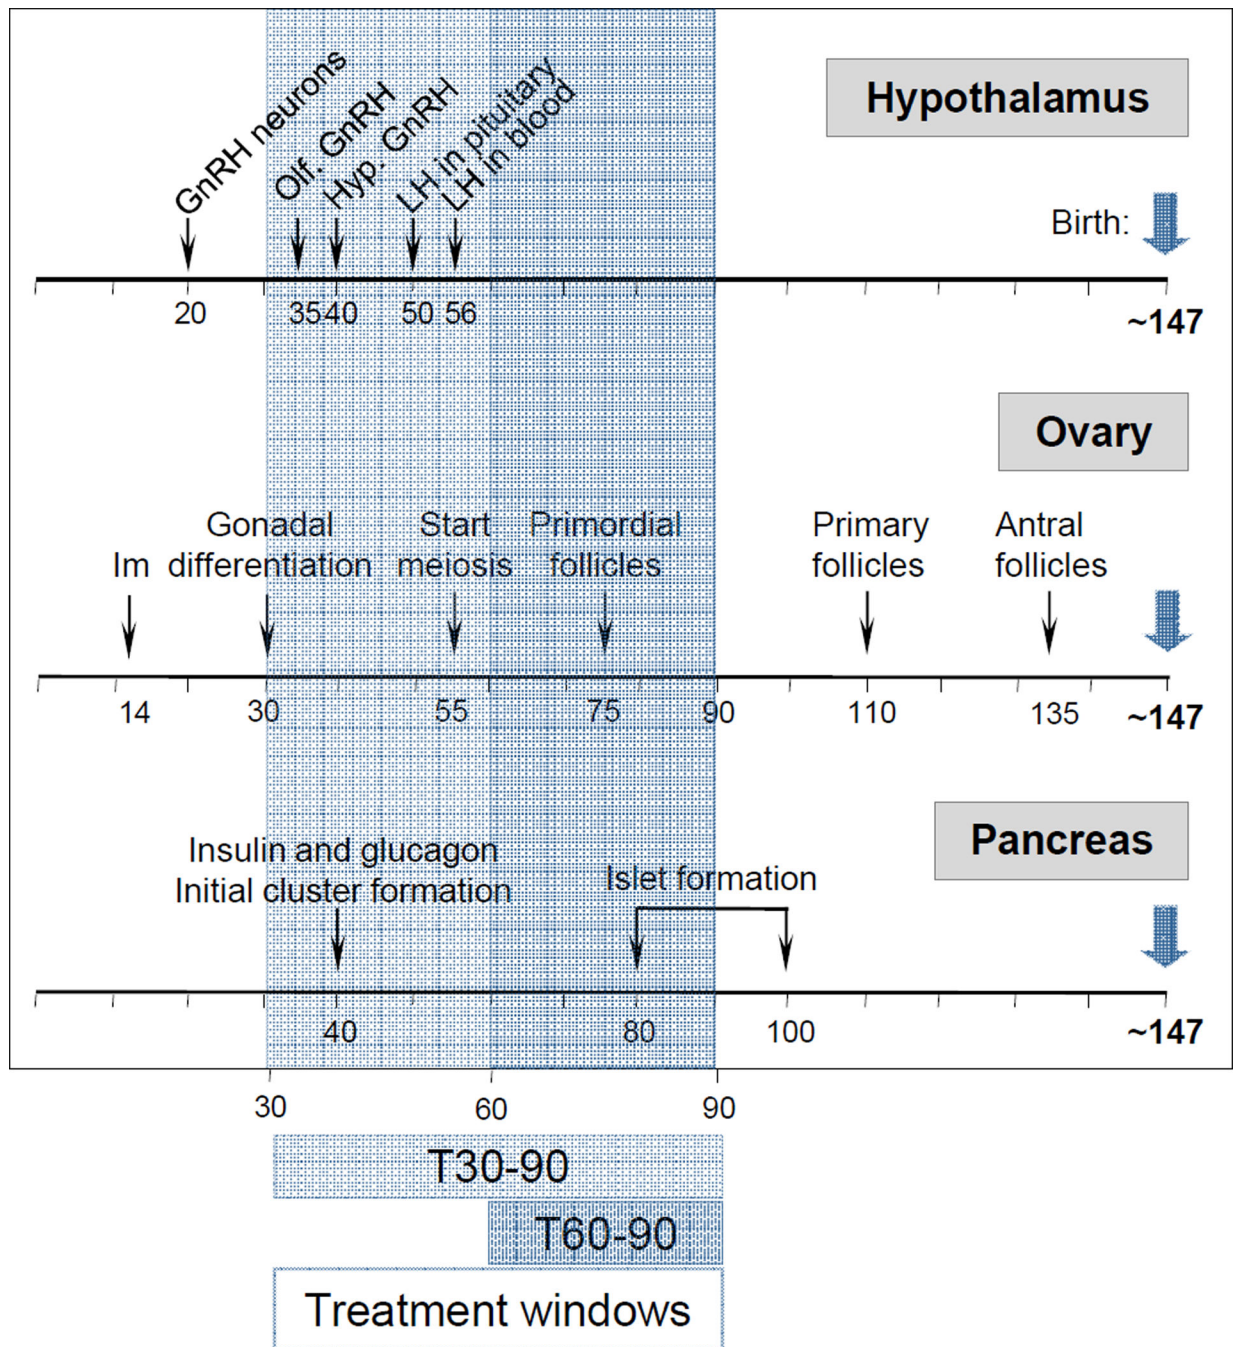 Hypothalamus
GnRH neurons
Olf. GnRH
Hyp. GnRH
LH in pituitary
LH in blood
Birth:
20 35 40 50 56 ~147
Ovary
Gonadal Start Primordial Primary Antral
Im differentiation meiosis follicles follicles follicles
14 30 55 75 90 110 135 ~147
Pancreas
Insulin and glucagon
Initial cluster formation
Islet formation
40 80 100 ~147
30 60 90
T30-90
T60-90
Treatment windows